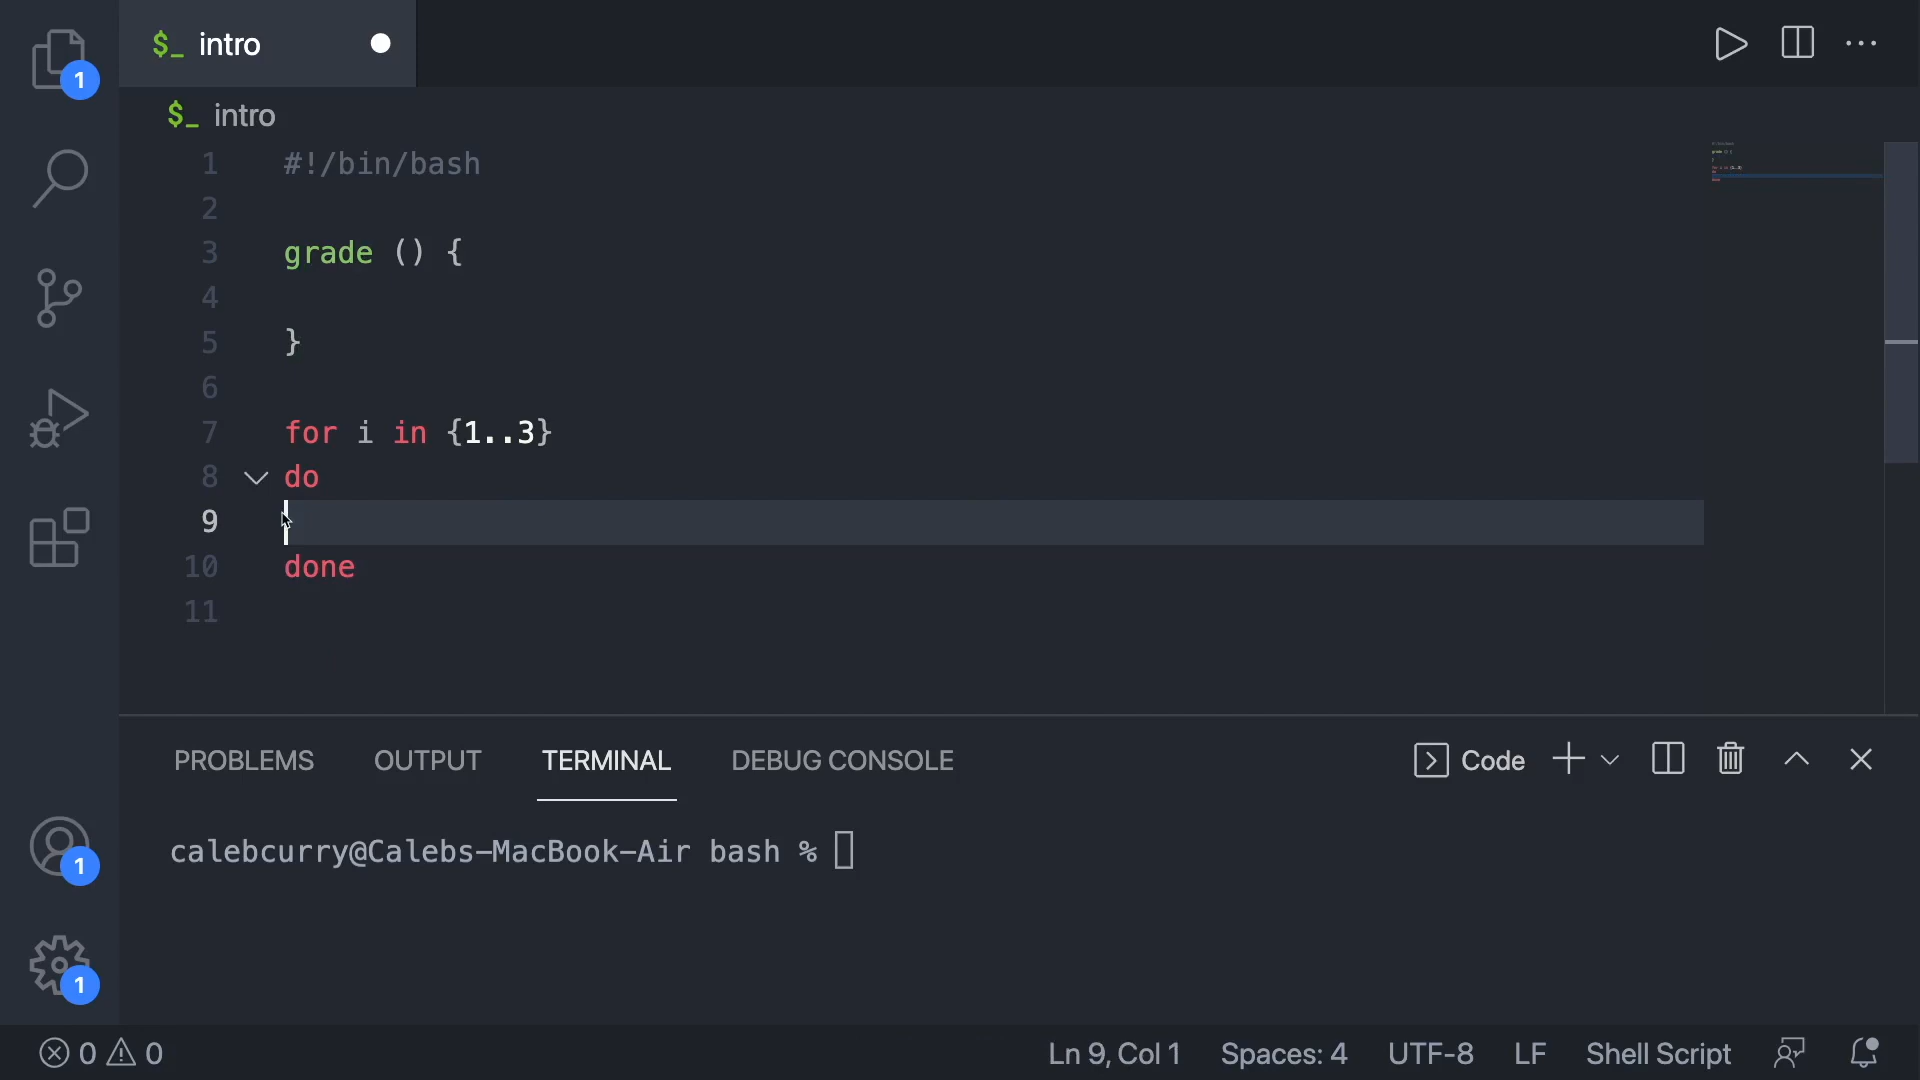 1
$_ intro
$_ intro
1 #!/bin/bash
2
3 grade () {
4
5 }
6
7 for i in {1..3}
8 do
9
10 done
11
PROBLEMS OUTPUT TERMINAL DEBUG CONSOLE Code
calebcurry@Calebs-MacBook-Air bash %
1
1
0 0 Ln 9, Col 1 Spaces: 4 UTF-8 LF Shell Script